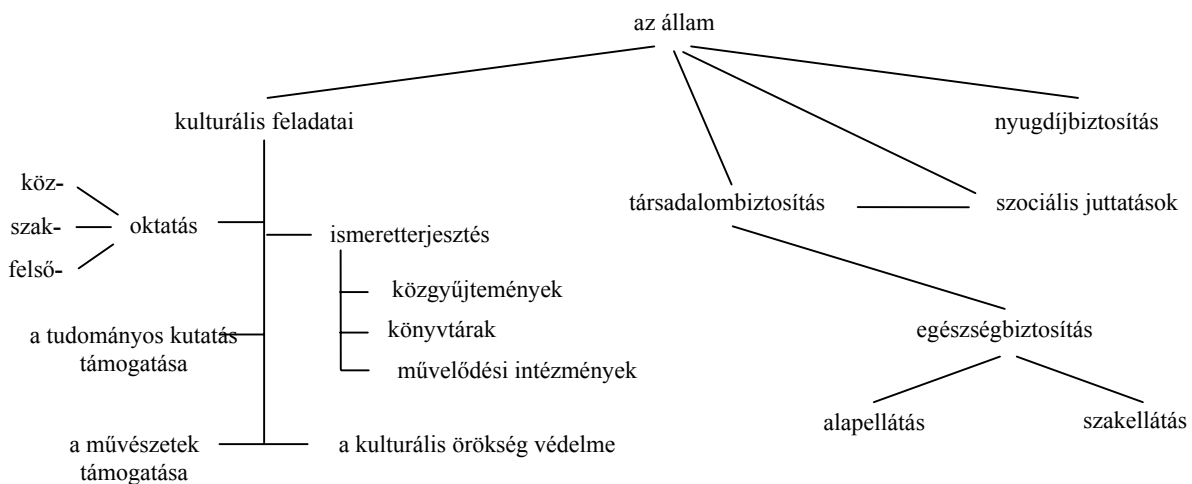 az állam
kulturális feladatai
nyugdíjbiztosítás
köz-
szak-
felső-
oktatás
társadalombiztosítás
szociális juttatások
ismeretterjesztés
közgyűjtemények
könyvtárak
művelődési intézmények
a tudományos kutatás
támogatása
egészségbiztosítás
alapellátás
szakellátás
a művészetek
támogatása
a kulturális örökség védelme